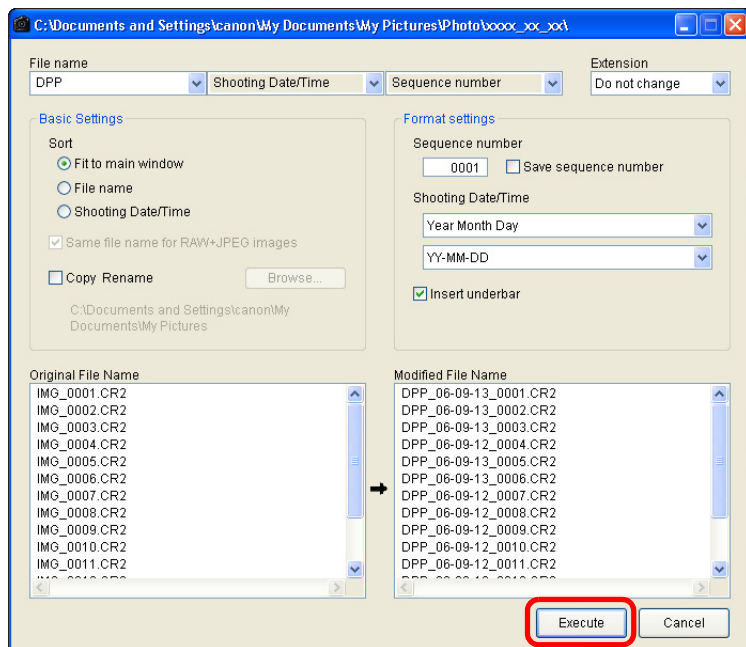 C:\Documents and Settings\canon\My Documents\My Pictures\Photo\xxxx_xx_xx\
File name
Extension
DPP
Shooting Date/Time
Sequence number
Do not change
Basic Settings
Sort
Fit to main window
File name
Shooting Date/Time
Same file name for RAW+JPEG images
Copy Rename
Browse...
C:\Documents and Settings\canon\My
Documents\My Pictures
Format settings
Sequence number
0001
Save sequence number
Shooting Date/Time
Year Month Day
YY-MM-DD
Insert underbar
Original File Name
IMG_0001.CR2
IMG_0002.CR2
IMG_0003.CR2
IMG_0004.CR2
IMG_0005.CR2
IMG_0006.CR2
IMG_0007.CR2
IMG_0008.CR2
IMG_0009.CR2
IMG_0010.CR2
IMG_0011.CR2
Modified File Name
DPP_06-09-13_0001.CR2
DPP_06-09-13_0002.CR2
DPP_06-09-13_0003.CR2
DPP_06-09-12_0004.CR2
DPP_06-09-13_0005.CR2
DPP_06-09-13_0006.CR2
DPP_06-09-12_0007.CR2
DPP_06-09-12_0008.CR2
DPP_06-09-12_0009.CR2
DPP_06-09-12_0010.CR2
DPP_06-09-12_0011.CR2
Execute
Cancel